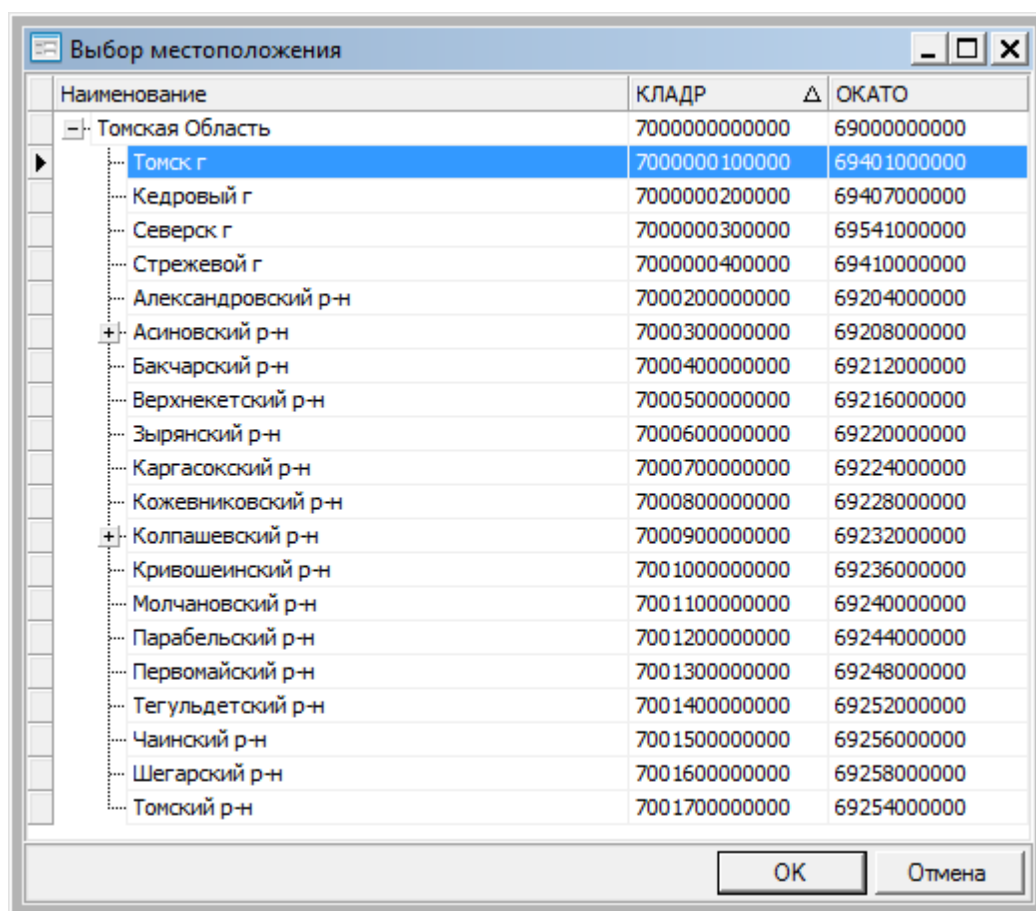 Выбор местоположения
Наименование КЛАДР ОКАТО
Томская Область 7000000000000 69000000000
Томск г 7000000100000 69401000000
Кедровый г 7000000200000 69407000000
Северск г 7000000300000 69541000000
Стрежевой г 7000000400000 69410000000
Александровский р-н 7000200000000 69204000000
Асиновский р-н 7000300000000 69208000000
Бакчарский р-н 7000400000000 69212000000
Верхнекетский р-н 7000500000000 69216000000
Зырянский р-н 7000600000000 69220000000
Каргасокский р-н 7000700000000 69224000000
Кожевниковский р-н 7000800000000 69228000000
Колпашевский р-н 7000900000000 69232000000
Кривошеинский р-н 7001000000000 69236000000
Молчановский р-н 7001100000000 69240000000
Парабельский р-н 7001200000000 69244000000
Первомайский р-н 7001300000000 69248000000
Тегульдетский р-н 7001400000000 69252000000
Чаинский р-н 7001500000000 69256000000
Шегарский р-н 7001600000000 69258000000
Томский р-н 7001700000000 69254000000
ОК Отмена